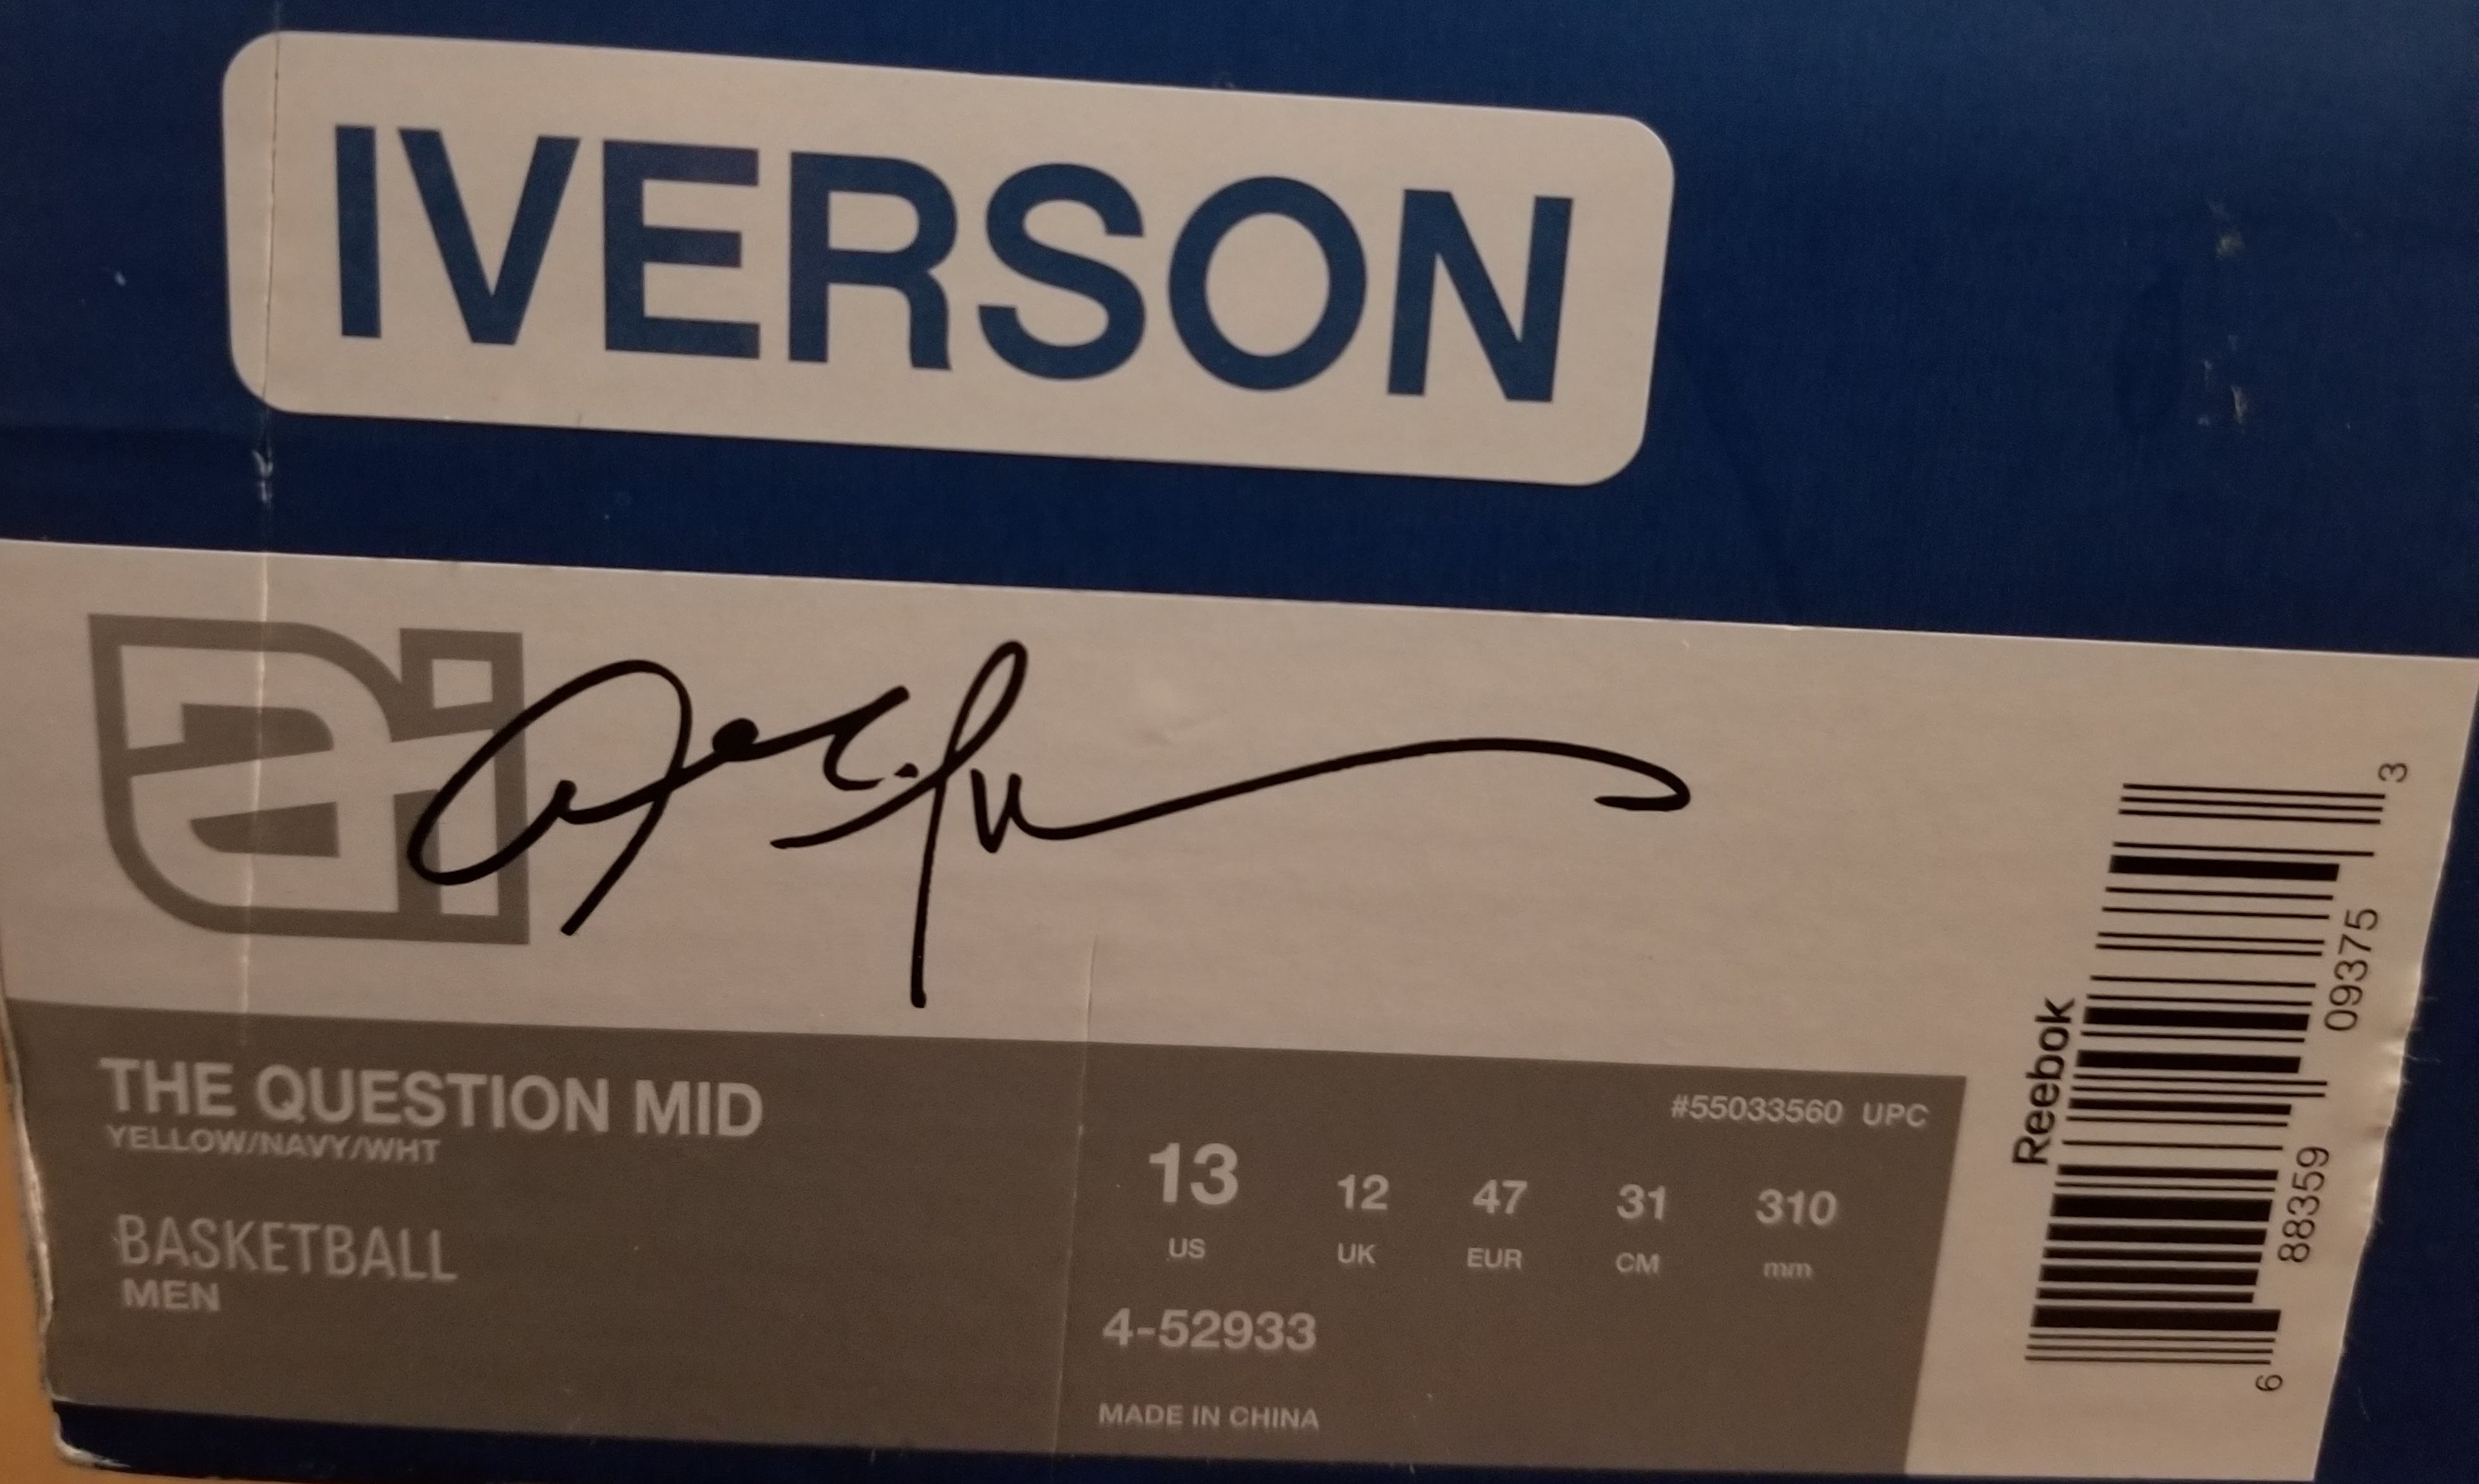 IVERSON
ai
THE QUESTION MID
YELLOW/NAVY/WHT
BASKETBALL
MEN
#55033560 UPC
13 12 47 31 310
US UK EUR CM mm
4-52933
MADE IN CHINA
Reebok
6 88359 09375 3